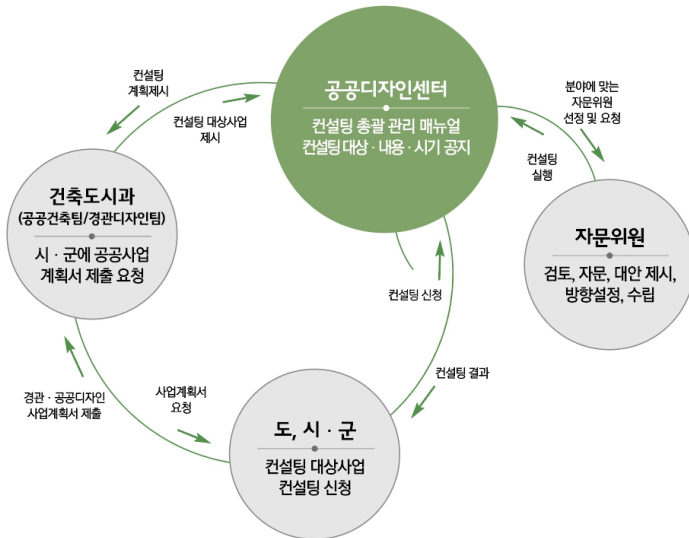 컨설팅
계획제시
컨설팅 대상사업
제시
공공디자인센터
컨설팅 총괄 관리 매뉴얼
컨설팅 대상 · 내용 · 시기 공지
분야에 맞는
자문위원
선정 및 요청
컨설팅
실행
건축도시과
(공공건축팀/경관디자인팀)
시 · 군에 공공사업
계획서 제출 요청
자문위원
검토, 자문, 대안 제시,
방향설정, 수립
컨설팅 신청
컨설팅 결과
경관 · 공공디자인
사업계획서 제출
사업계획서
요청
도, 시 · 군
컨설팅 대상사업
컨설팅 신청